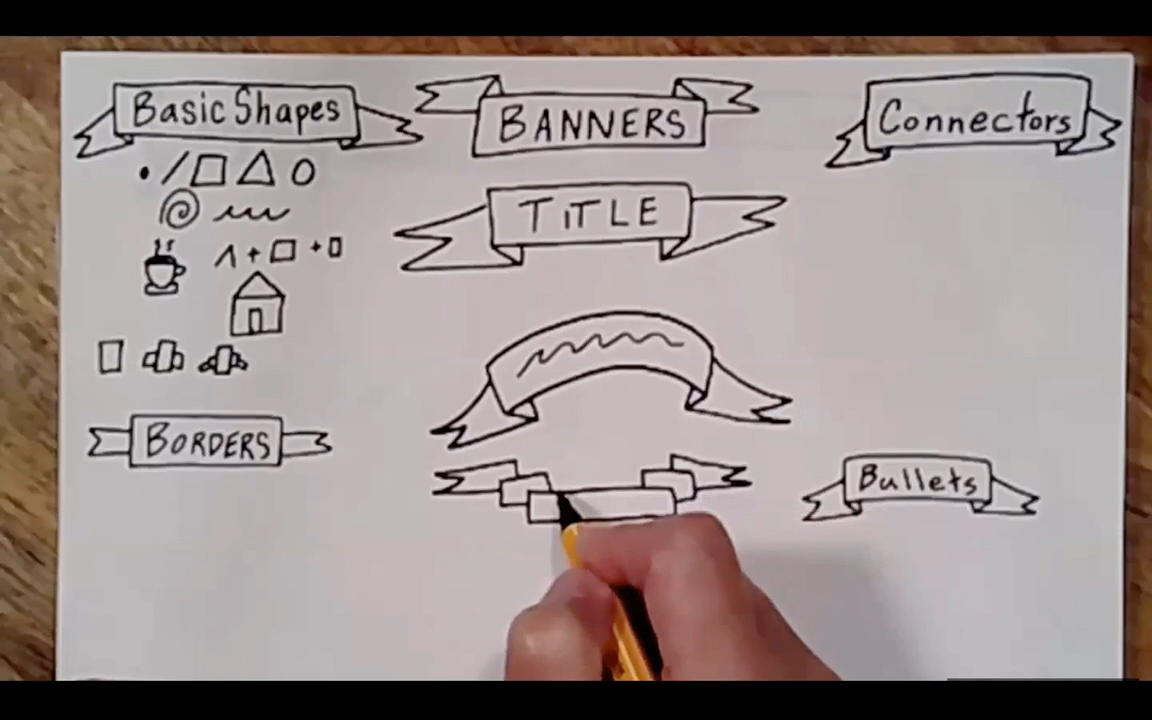 Basic Shapes
BANNERS
Connectors
TiTLE
BORDERS
Bullets